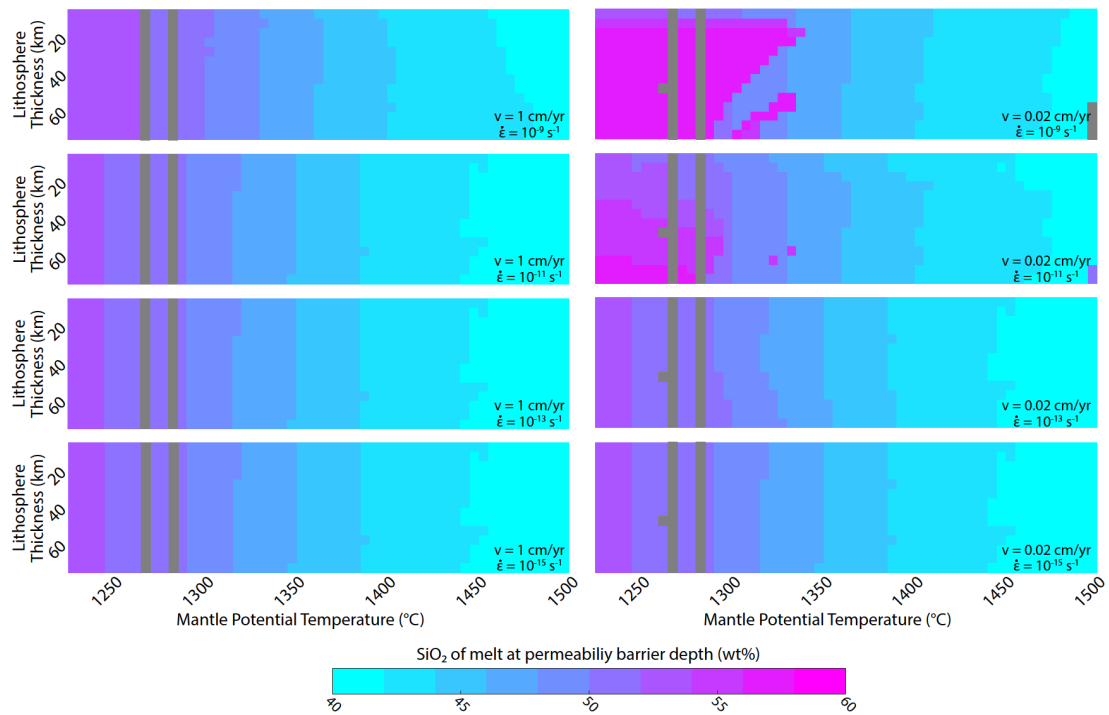 Lithosphere
Thickness (km)
20
40
60
v = 1 cm/yr
ε̇ = 10⁻⁹ s⁻¹
v = 0.02 cm/yr
ε̇ = 10⁻⁹ s⁻¹
Lithosphere
Thickness (km)
20
40
60
v = 1 cm/yr
ε̇ = 10⁻¹¹ s⁻¹
v = 0.02 cm/yr
ε̇ = 10⁻¹¹ s⁻¹
Lithosphere
Thickness (km)
20
40
60
v = 1 cm/yr
ε̇ = 10⁻¹³ s⁻¹
v = 0.02 cm/yr
ε̇ = 10⁻¹³ s⁻¹
Lithosphere
Thickness (km)
20
40
60
v = 1 cm/yr
ε̇ = 10⁻¹⁵ s⁻¹
v = 0.02 cm/yr
ε̇ = 10⁻¹⁵ s⁻¹
1250 1300 1350 1400 1450 1500
1250 1300 1350 1400 1450 1500
Mantle Potential Temperature (°C)
Mantle Potential Temperature (°C)
SiO₂ of melt at permeabiliy barrier depth (wt%)
40 45 50 55 60